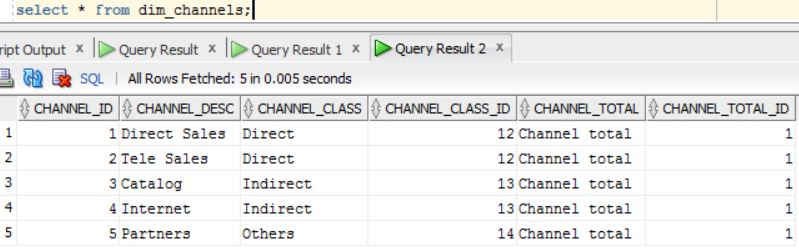 select * from dim_channels;
ript Output x Query Result x Query Result 1 x Query Result 2 x
SQL | All Rows Fetched: 5 in 0.005 seconds
CHANNEL_ID CHANNEL_DESC CHANNEL_CLASS CHANNEL_CLASS_ID CHANNEL_TOTAL CHANNEL_TOTAL_ID
1 1 Direct Sales Direct 12 Channel total 1
2 2 Tele Sales Direct 12 Channel total 1
3 3 Catalog Indirect 13 Channel total 1
4 4 Internet Indirect 13 Channel total 1
5 5 Partners Others 14 Channel total 1